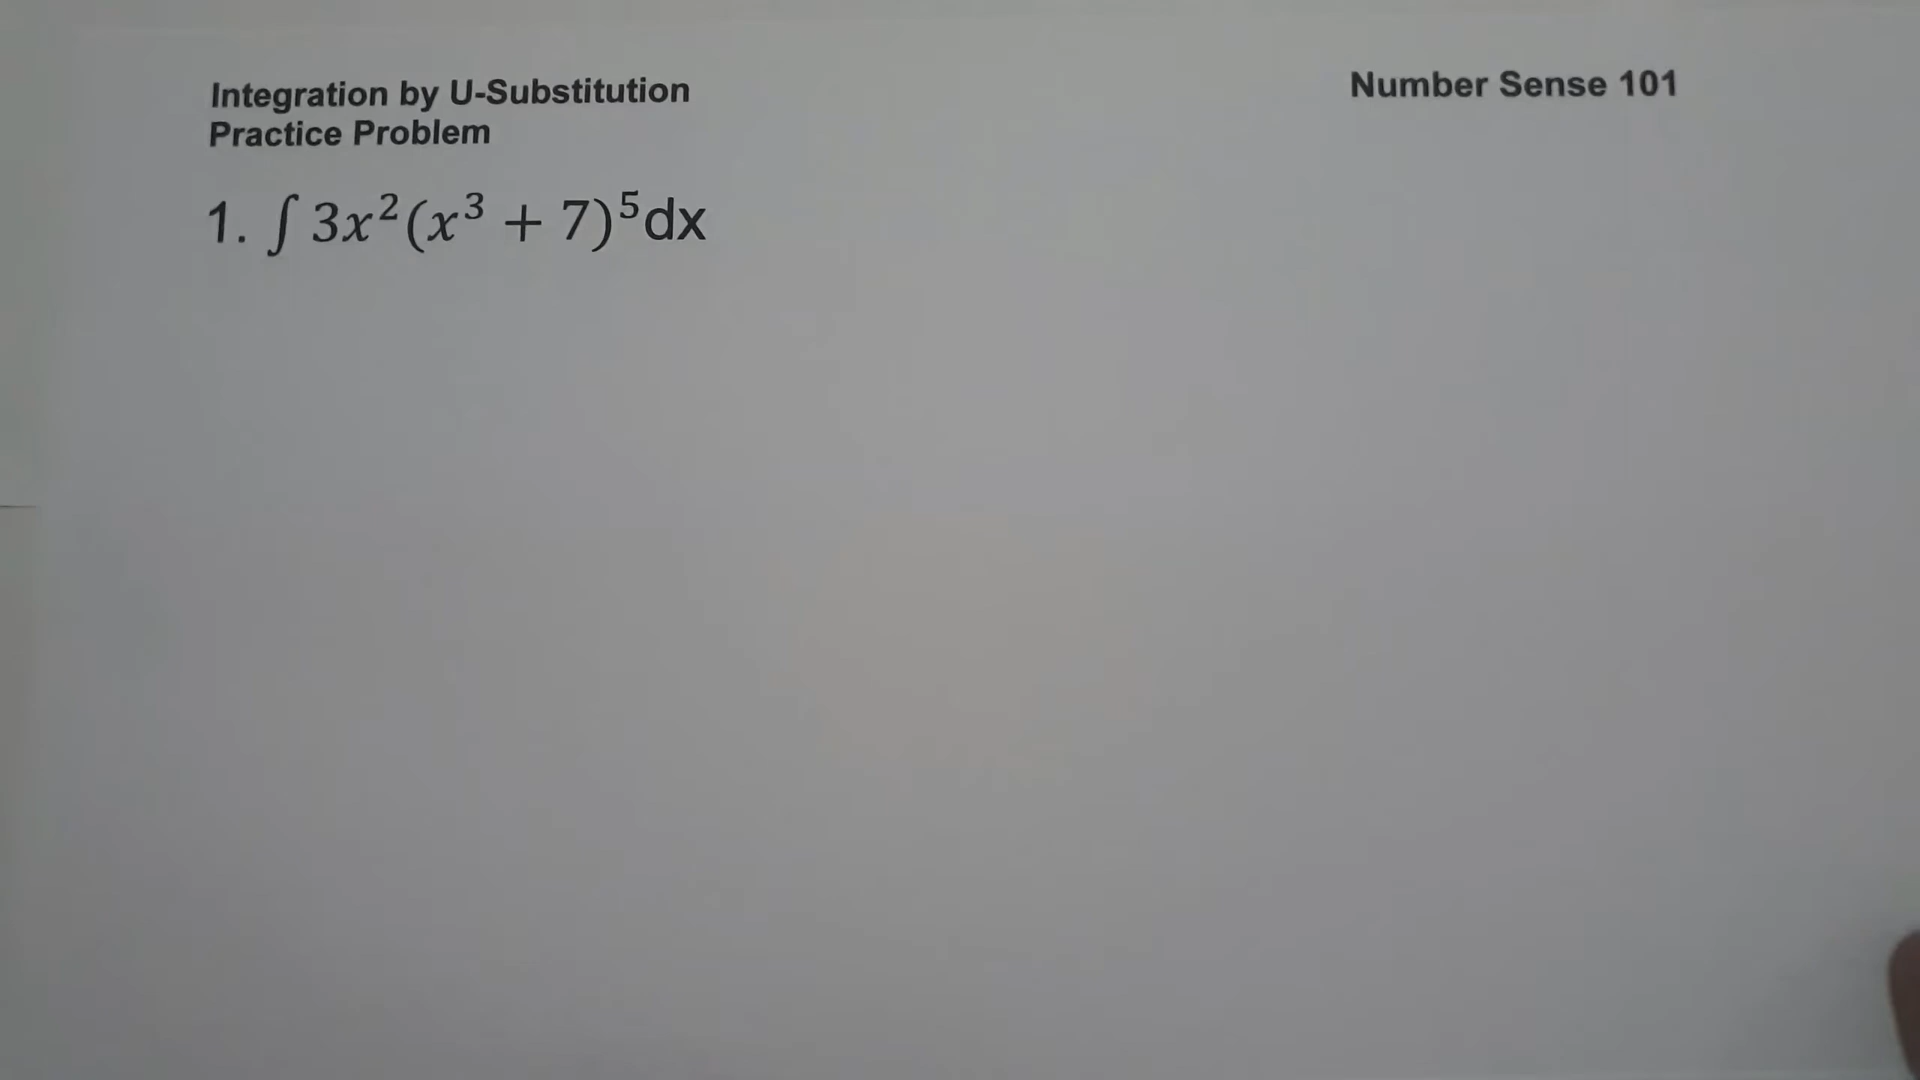 Integration by U-Substitution
Number Sense 101
Practice Problem
1. ∫ 3x²(x³ + 7)⁵dx